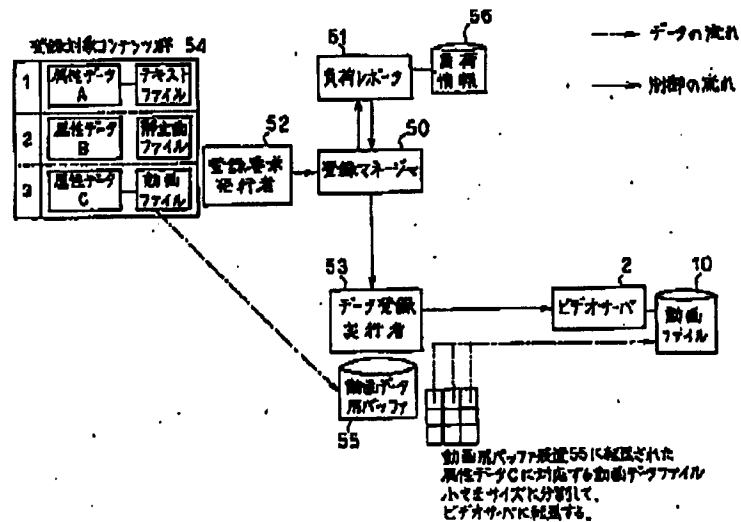 登録対象コンテンツ群 54
1
属性データ
A
テキスト
ファイル
2
属性データ
B
静止画
ファイル
3
属性データ
C
動画
ファイル
52
登録要求
発行者
51
負荷レポータ
56
負荷
情報
50
登録マネージャ
データの流れ
制御の流れ
53
データ登録
実行者
動画データ
用バッファ
55
2
ビデオサーバ
10
動画
ファイル
動画用バッファ装置55に転送された
属性データCに対応する動画データファイル
小さなサイズに分割して、
ビデオサーバに転送する。